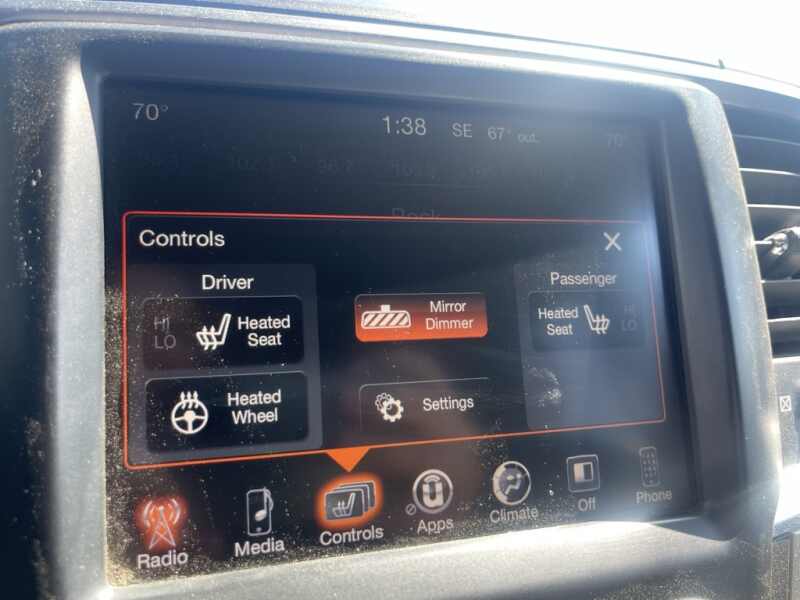 70°
1:38 SE 67° out.
70°
Rock
Controls
Driver
Passenger
HI
LO
Heated
Seat
Mirror
Dimmer
Heated
Seat
HI
LO
Heated
Wheel
Settings
Radio
Media
Controls
Apps
Climate
Off
Phone